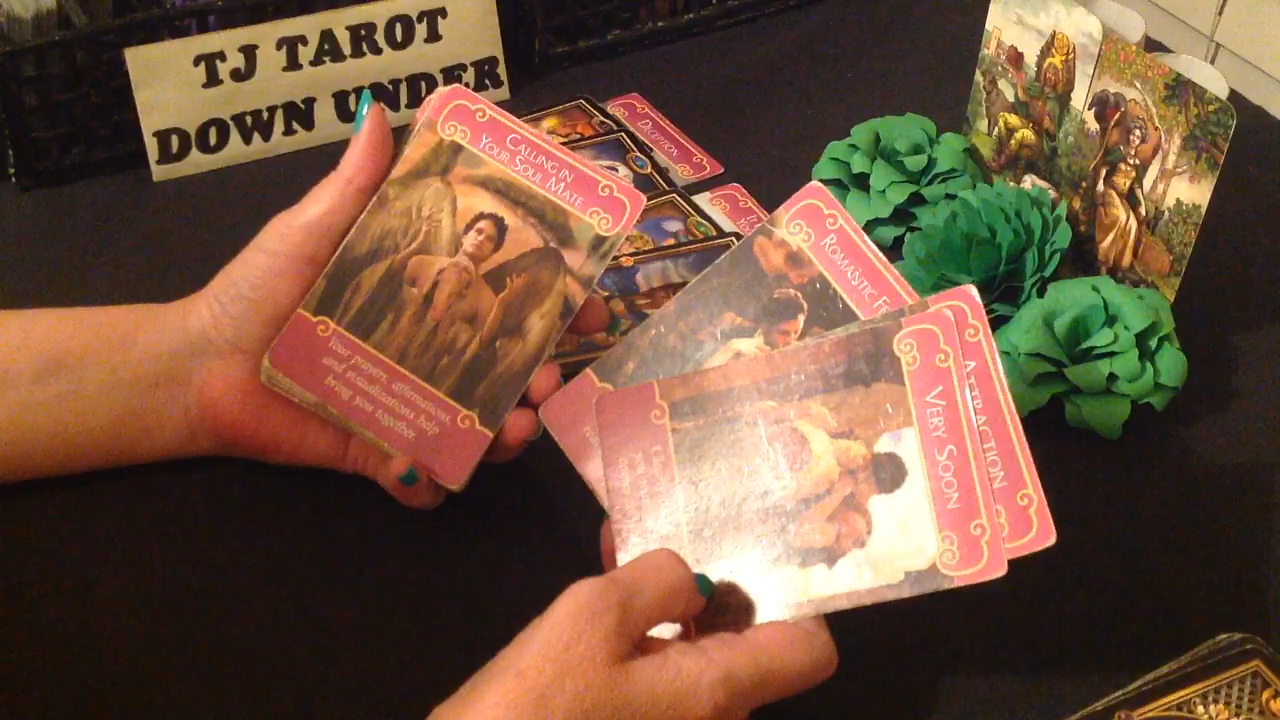 TJ TAROT
DOWN UNDER
CALLING IN
YOUR SOUL MATE
Your prayers, affirmations,
and visualizations help
bring you together.
DECEPTION
ROMANTIC
ATTRACTION
VERY SOON